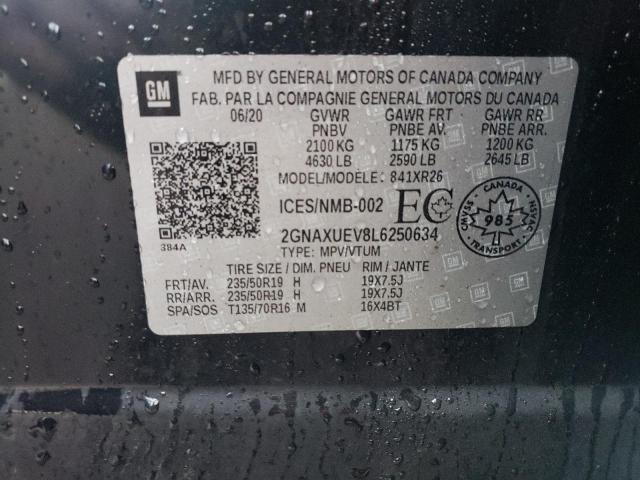 GM
MFD BY GENERAL MOTORS OF CANADA COMPANY
FAB. PAR LA COMPAGNIE GENERAL MOTORS DU CANADA
06/20 GVWR GAWR FRT GAWR RR
PNBV PNBE AV. PNBE ARR.
2100 KG 1175 KG 1200 KG
4630 LB 2590 LB 2645 LB
MODEL/MODELE: 841XR26
ICES/NMB-002 EC
CANADA
985
SVMAC
NSVAC
384A
2GNAXUEV8L6250634
TYPE: MPV/VTUM
TIRE SIZE / DIM. PNEU RIM / JANTE
FRT/AV. 235/50R19 H 19X7.5J
RR/ARR. 235/50R19 H 19X7.5J
SPA/SOS T135/70R16 M 16X4BT